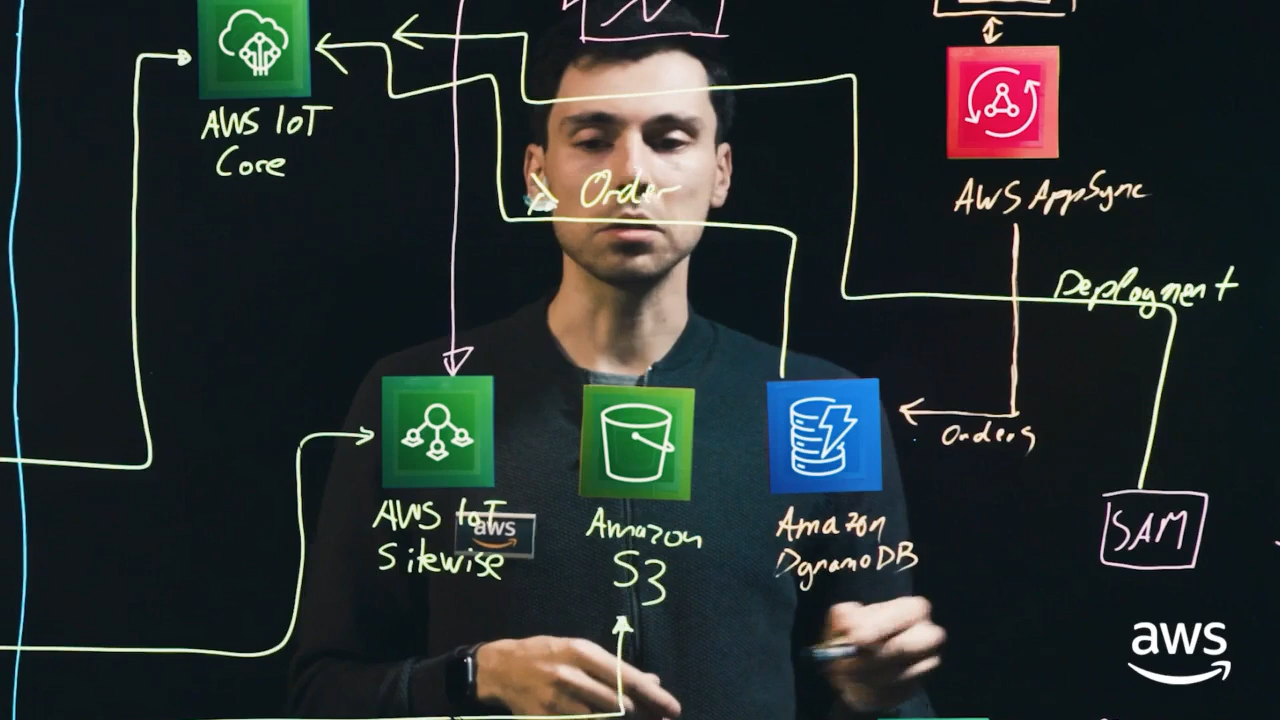 AWS IoT
Core
λ Order
AWS AppSync
Deployment
Orders
AWS IoT
Sitewise
aws
Amazon
S3
Amazon
DynamoDB
SAM
aws